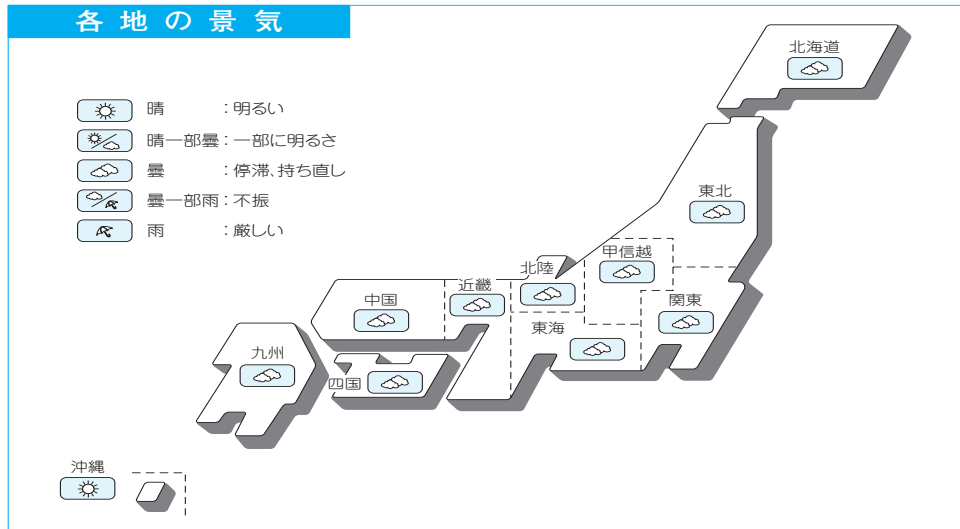 各地の景気
晴　：明るい
晴一部曇：一部に明るさ
曇　：停滞、持ち直し
曇一部雨：不振
雨　：厳しい
北海道
東北
甲信越
北陸
近畿
中国
関東
東海
九州
四国
沖縄